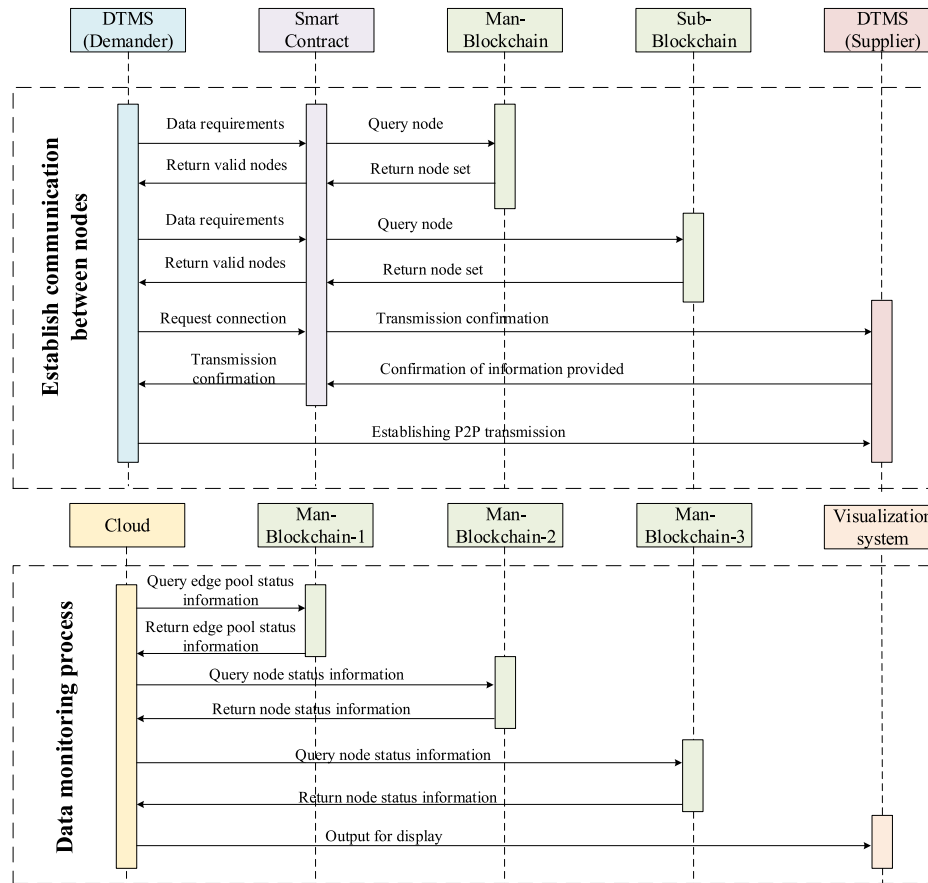 DTMS
(Demander)
Smart
Contract
Man-
Blockchain
Sub-
Blockchain
DTMS
(Supplier)
Establish communication
between nodes
Data requirements
Query node
Return valid nodes
Return node set
Data requirements
Query node
Return valid nodes
Return node set
Request connection
Transmission confirmation
Transmission
confirmation
Confirmation of information provided
Establishing P2P transmission
Cloud
Man-
Blockchain-1
Man-
Blockchain-2
Man-
Blockchain-3
Visualization
system
Data monitoring process
Query edge pool status
information
Return edge pool status
information
Query node status information
Return node status information
Query node status information
Return node status information
Output for display